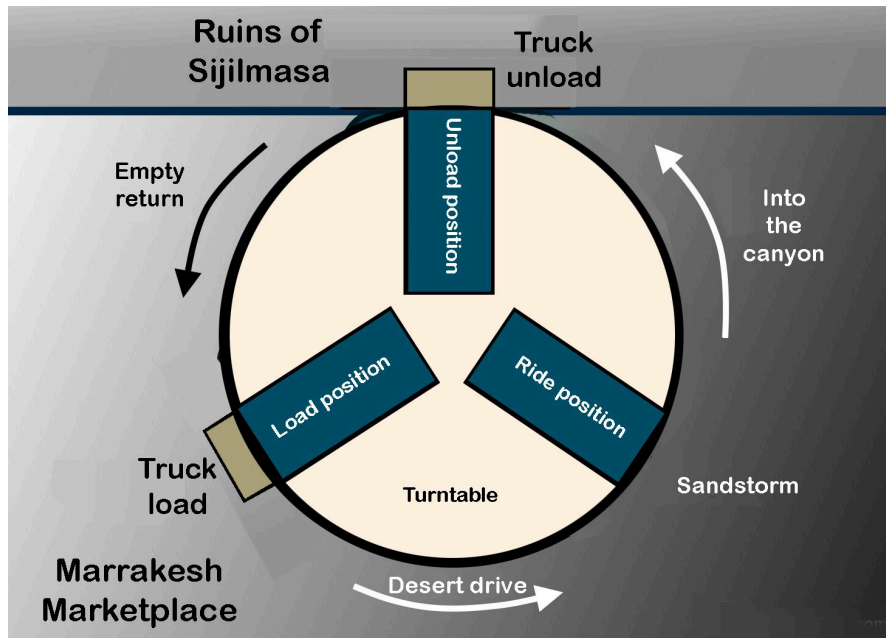 Ruins of
Sijilmasa
Truck
unload
Unload position
Empty
return
Into
the
canyon
Load position
Ride position
Truck
load
Turntable
Sandstorm
Marrakesh
Marketplace
Desert drive